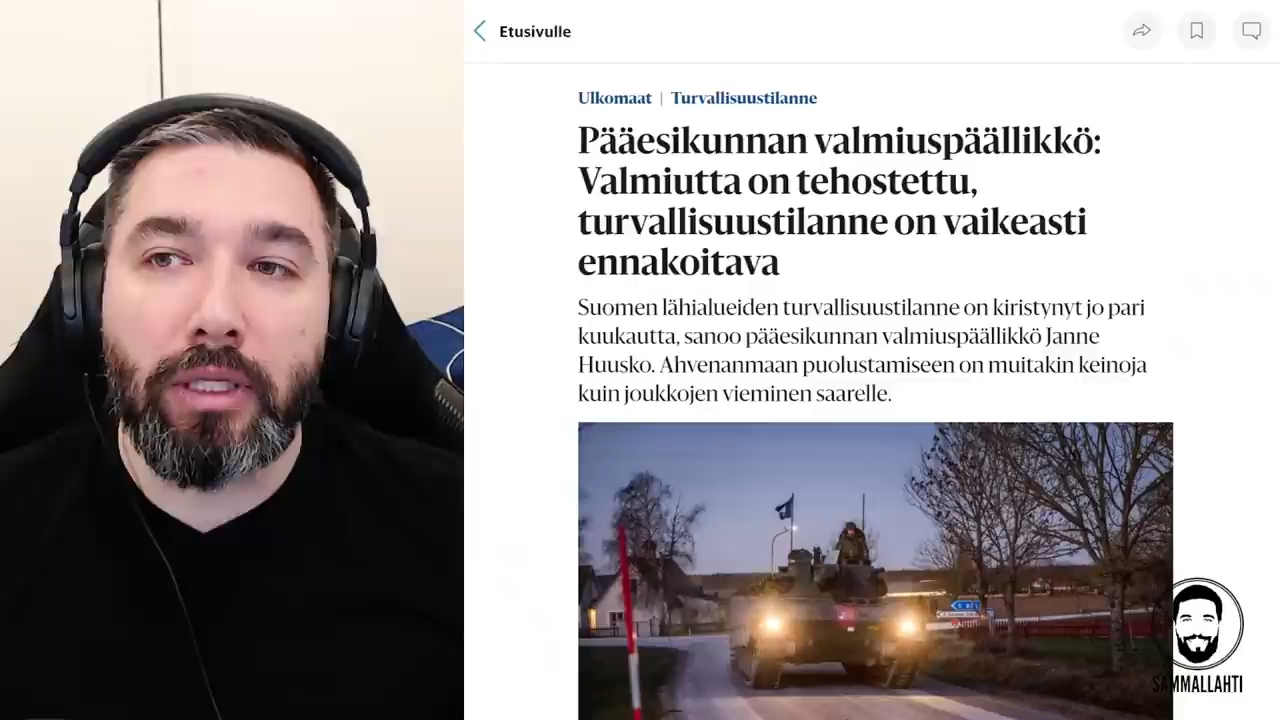 Etusivulle
Ulkomaat | Turvallisuustilanne
Pääesikunnan valmiuspäällikkö:
Valmiutta on tehostettu,
turvallisuustilanne on vaikeasti
ennakoitava
Suomen lähialueiden turvallisuustilanne on kiristynyt jo pari
kuukautta, sanoo pääesikunnan valmiuspäällikkö Janne
Huusko. Ahvenanmaan puolustamiseen on muitakin keinoja
kuin joukkojen vieminen saarelle.
SAMMALLAHTI